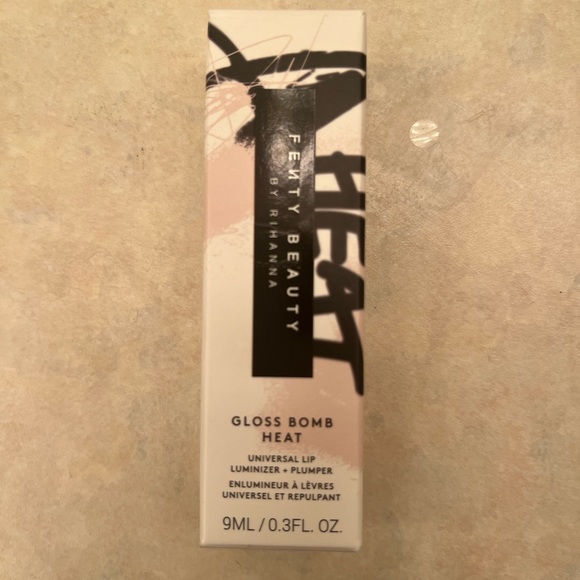 HEAT
FEИTY BEAUTY
BY RIHANNA
GLOSS BOMB
HEAT
UNIVERSAL LIP
LUMINIZER + PLUMPER
ENLUMINEUR À LÈVRES
UNIVERSEL ET REPULPANT
9ML / 0.3FL. OZ.